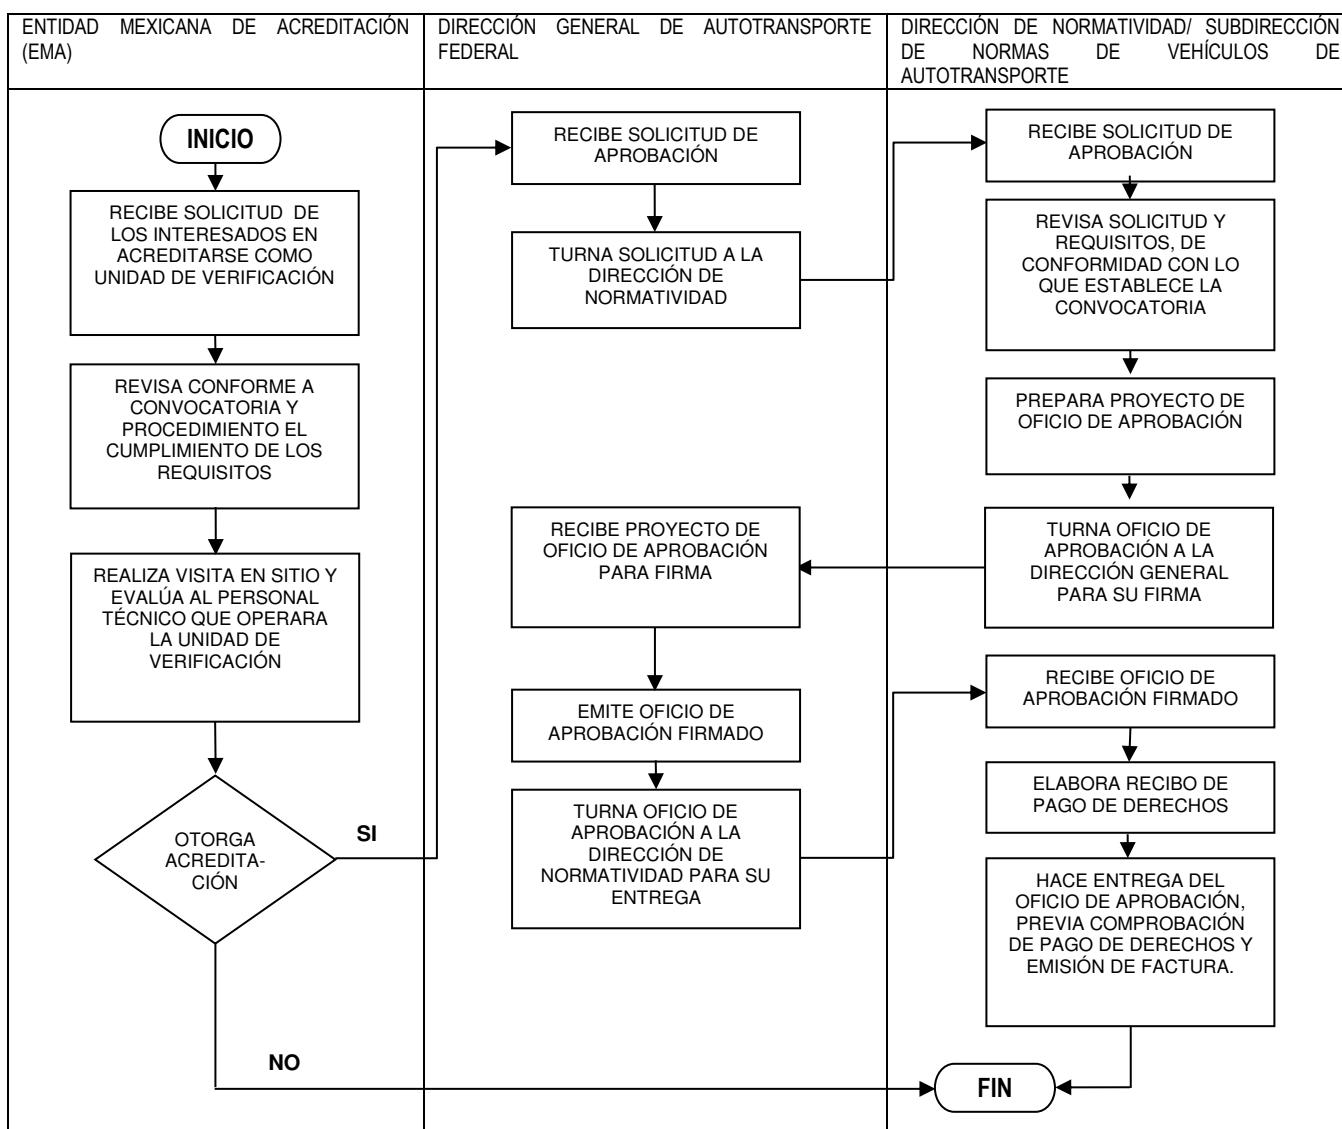 ENTIDAD MEXICANA DE ACREDITACIÓN
(EMA)
DIRECCIÓN GENERAL DE AUTOTRANSPORTE
FEDERAL
DIRECCIÓN DE NORMATIVIDAD/ SUBDIRECCIÓN
DE NORMAS DE VEHÍCULOS DE
AUTOTRANSPORTE
INICIO
RECIBE SOLICITUD DE
LOS INTERESADOS EN
ACREDITARSE COMO
UNIDAD DE VERIFICACIÓN
REVISA CONFORME A
CONVOCATORIA Y
PROCEDIMIENTO EL
CUMPLIMIENTO DE LOS
REQUISITOS
REALIZA VISITA EN SITIO Y
EVALÚA AL PERSONAL
TÉCNICO QUE OPERARA
LA UNIDAD DE
VERIFICACIÓN
OTORGA
ACREDITA-
CIÓN
SI
NO
RECIBE SOLICITUD DE
APROBACIÓN
TURNA SOLICITUD A LA
DIRECCIÓN DE
NORMATIVIDAD
RECIBE PROYECTO DE
OFICIO DE APROBACIÓN
PARA FIRMA
EMITE OFICIO DE
APROBACIÓN FIRMADO
TURNA OFICIO DE
APROBACIÓN A LA
DIRECCIÓN DE
NORMATIVIDAD PARA SU
ENTREGA
RECIBE SOLICITUD DE
APROBACIÓN
REVISA SOLICITUD Y
REQUISITOS, DE
CONFORMIDAD CON LO
QUE ESTABLECE LA
CONVOCATORIA
PREPARA PROYECTO DE
OFICIO DE APROBACIÓN
TURNA OFICIO DE
APROBACIÓN A LA
DIRECCIÓN GENERAL
PARA SU FIRMA
RECIBE OFICIO DE
APROBACIÓN FIRMADO
ELABORA RECIBO DE
PAGO DE DERECHOS
HACE ENTREGA DEL
OFICIO DE APROBACIÓN,
PREVIA COMPROBACIÓN
DE PAGO DE DERECHOS Y
EMISIÓN DE FACTURA.
FIN